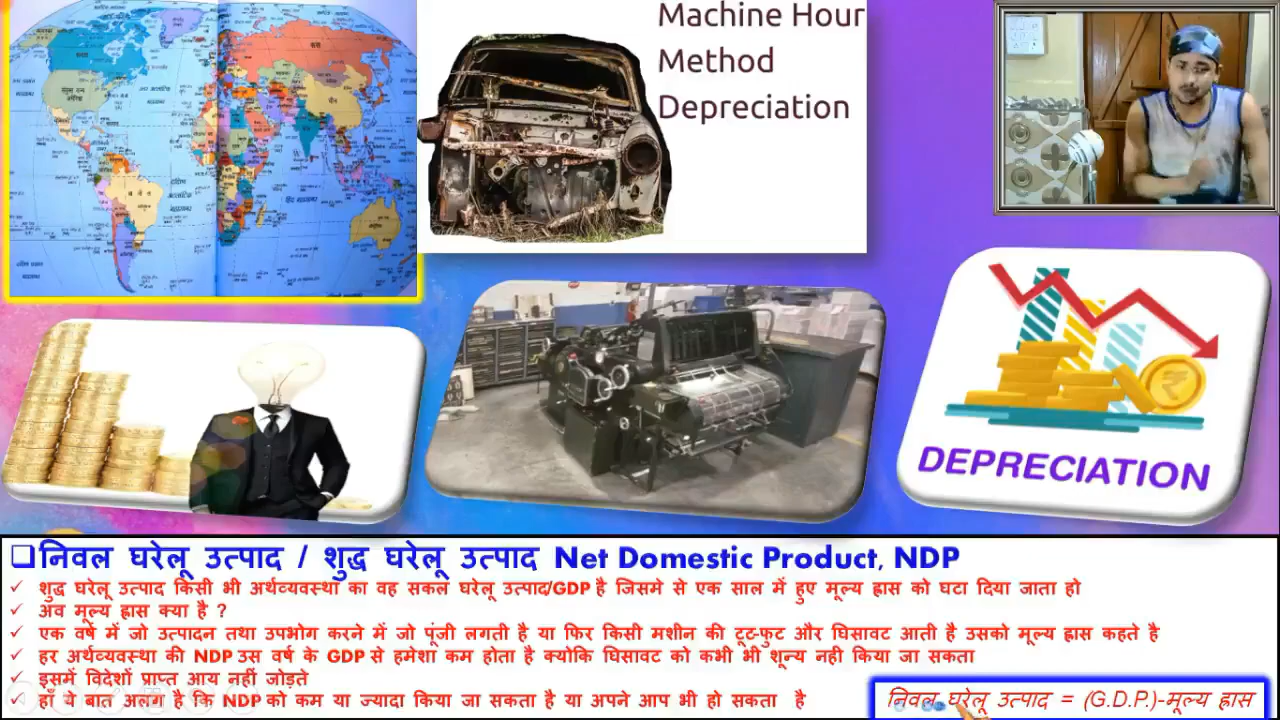 Machine Hour
Method
Depreciation
रूस
चीन
हिंद महासागर
DEPRECIATION
निवल घरेलू उत्पाद / शुद्ध घरेलू उत्पाद Net Domestic Product, NDP
शुद्ध घरेलू उत्पाद किसी भी अर्थव्यवस्था का वह सकल घरेलू उत्पाद/GDP है जिसमे से एक साल में हुए मूल्य ह्रास को घटा दिया जाता हो
अव मूल्य ह्रास क्या है ?
एक वर्ष में जो उत्पादन तथा उपभोग करने में जो पूंजी लगती है या फिर किसी मशीन की टूट-फुट और घिसावट आती है उसको मूल्य ह्रास कहते है
हर अर्थव्यवस्था की NDP उस वर्ष के GDP से हमेशा कम होता है क्योकि घिसावट को कभी भी शून्य नही किया जा सकता
इसमें विदेशों प्राप्त आय नहीं जोड़ते
हाँ ये बात अलग है कि NDP को कम या ज्यादा किया जा सकता है या अपने आप भी हो सकता है
निवल घरेलू उत्पाद = (G.D.P.)-मूल्य ह्रास